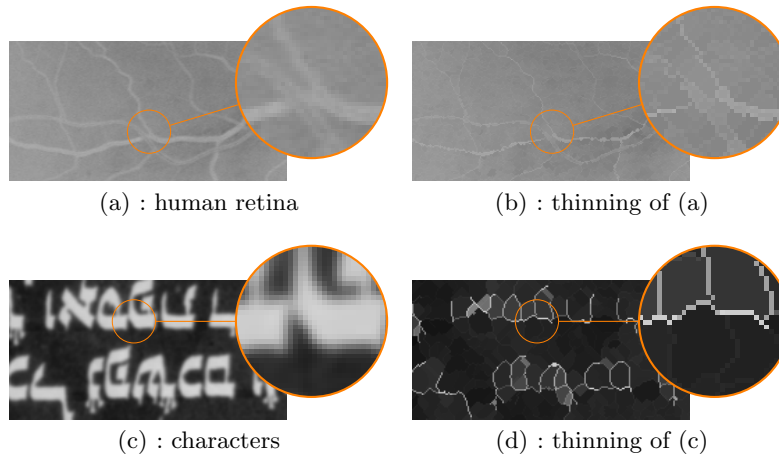 (a) : human retina
(b) : thinning of (a)
(c) : characters
(d) : thinning of (c)